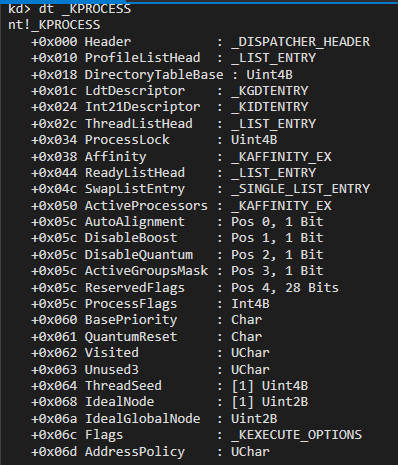 kd> dt _KPROCESS
nt!_KPROCESS
   +0x000 Header           : _DISPATCHER_HEADER
   +0x010 ProfileListHead  : _LIST_ENTRY
   +0x018 DirectoryTableBase : Uint4B
   +0x01c LdtDescriptor    : _KGDTENTRY
   +0x024 Int21Descriptor  : _KIDTENTRY
   +0x02c ThreadListHead   : _LIST_ENTRY
   +0x034 ProcessLock      : Uint4B
   +0x038 Affinity         : _KAFFINITY_EX
   +0x044 ReadyListHead    : _LIST_ENTRY
   +0x04c SwapListEntry    : _SINGLE_LIST_ENTRY
   +0x050 ActiveProcessors : _KAFFINITY_EX
   +0x05c AutoAlignment    : Pos 0, 1 Bit
   +0x05c DisableBoost     : Pos 1, 1 Bit
   +0x05c DisableQuantum   : Pos 2, 1 Bit
   +0x05c ActiveGroupsMask : Pos 3, 1 Bit
   +0x05c ReservedFlags    : Pos 4, 28 Bits
   +0x05c ProcessFlags     : Int4B
   +0x060 BasePriority     : Char
   +0x061 QuantumReset     : Char
   +0x062 Visited          : UChar
   +0x063 Unused3          : UChar
   +0x064 ThreadSeed       : [1] Uint4B
   +0x068 IdealNode        : [1] Uint2B
   +0x06a IdealGlobalNode  : Uint2B
   +0x06c Flags            : _KEXECUTE_OPTIONS
   +0x06d AddressPolicy    : UChar